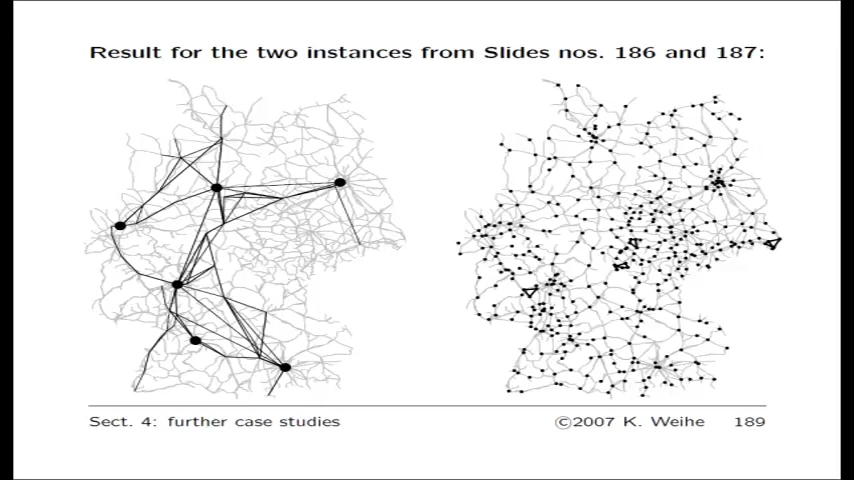 Result for the two instances from Slides nos. 186 and 187:
Sect. 4: further case studies
©2007 K. Weihe 189